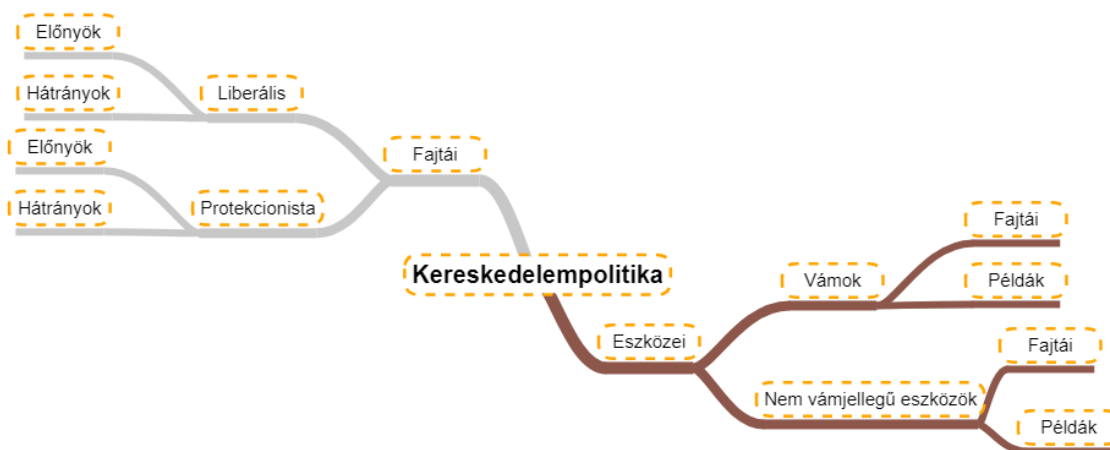 Előnyök
Hátrányok
Liberális
Előnyök
Hátrányok
Protekcionista
Fajtái
Kereskedelempolitika
Eszközei
Vámok
Fajtái
Példák
Nem vámjellegű eszközök
Fajtái
Példák